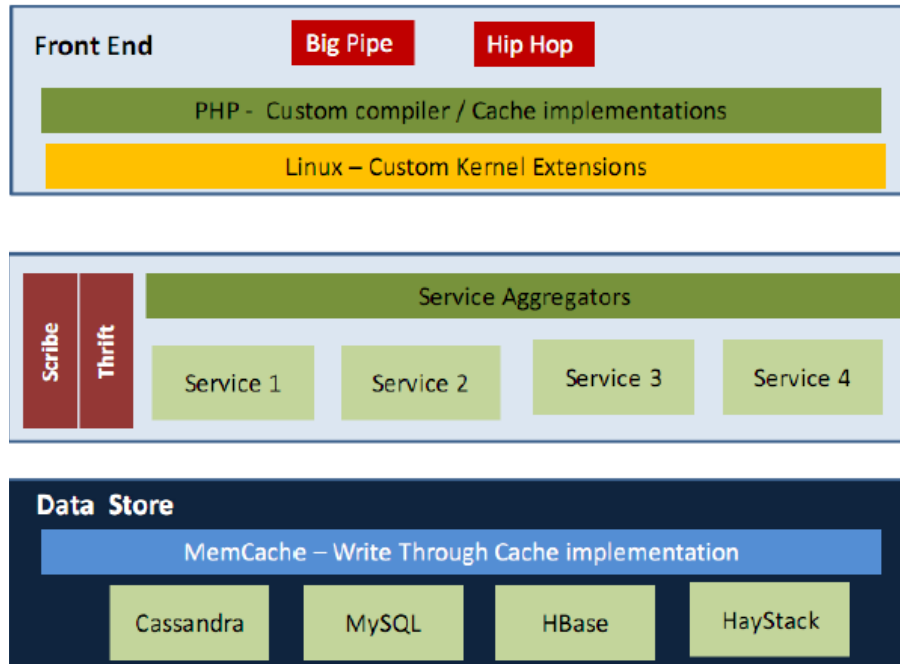 Front End
Big Pipe
Hip Hop
PHP - Custom compiler / Cache implementations
Linux – Custom Kernel Extensions
Scribe
Thrift
Service Aggregators
Service 1
Service 2
Service 3
Service 4
Data Store
MemCache – Write Through Cache implementation
Cassandra
MySQL
HBase
HayStack